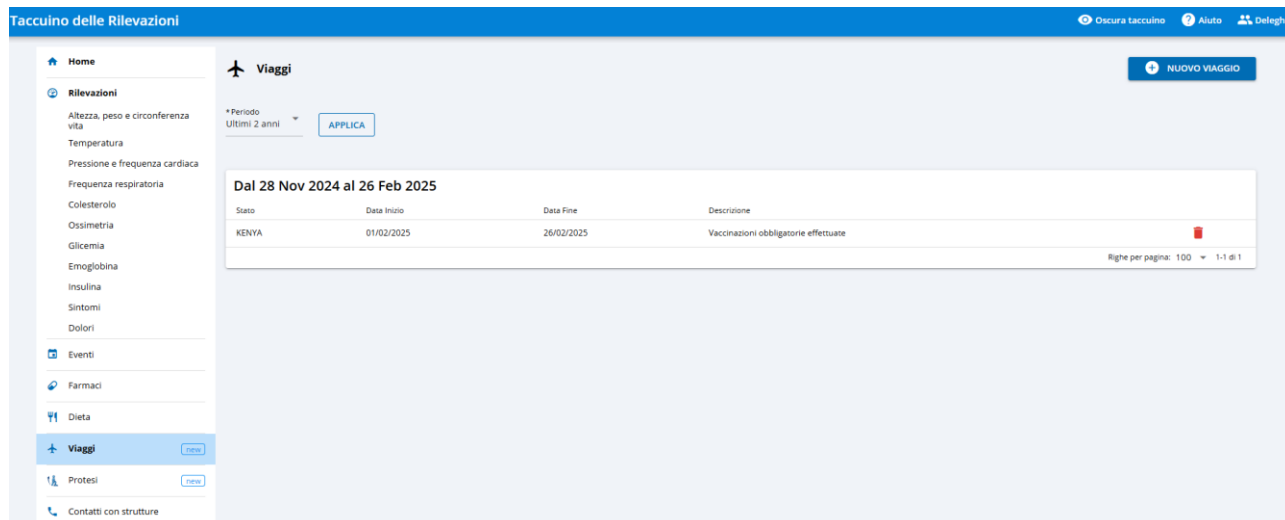 Taccuino delle Rilevazioni
Oscura taccuino
Aiuto
Home
Rilevazioni
Altezza, peso e circonferenza
vita
Temperatura
Pressione e frequenza cardiaca
Frequenza respiratoria
Colesterolo
Ossimetria
Glicemia
Emoglobina
Insulina
Sintomi
Dolori
Eventi
Farmaci
Dieta
Viaggi new
Protesi new
Contatti con strutture
Viaggi
NUOVO VIAGGIO
* Periodo
Ultimi 2 anni
APPLICA
Dal 28 Nov 2024 al 26 Feb 2025
Stato Data Inizio Data Fine Descrizione
KENYA 01/02/2025 26/02/2025 Vaccinazioni obbligatorie effettuate
Righe per pagina: 100 1-1 di 1